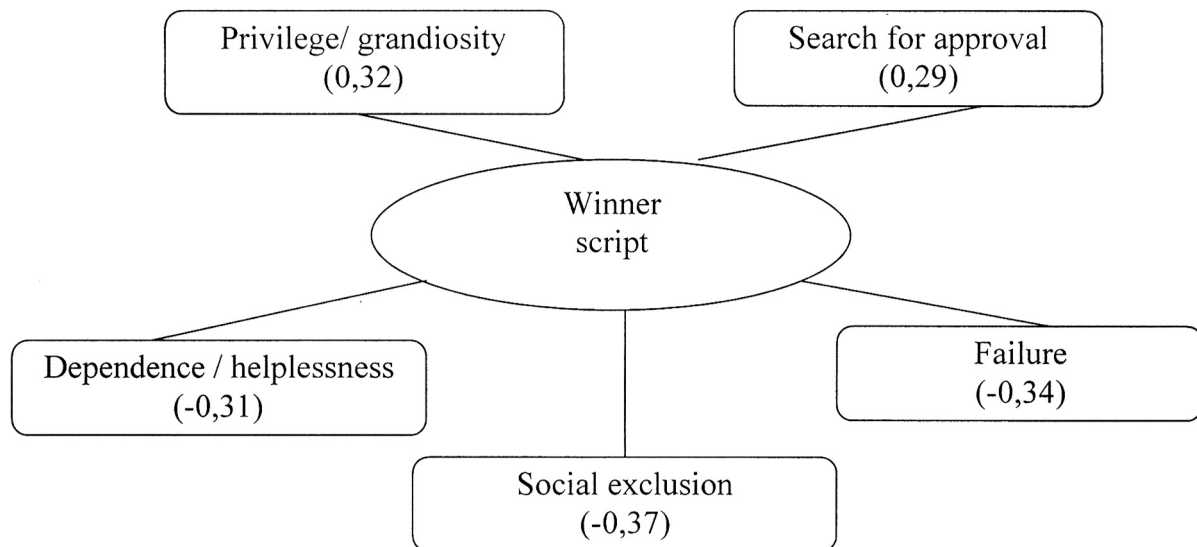 Privilege/ grandiosity
(0,32)
Search for approval
(0,29)
Winner
script
Dependence / helplessness
(-0,31)
Failure
(-0,34)
Social exclusion
(-0,37)